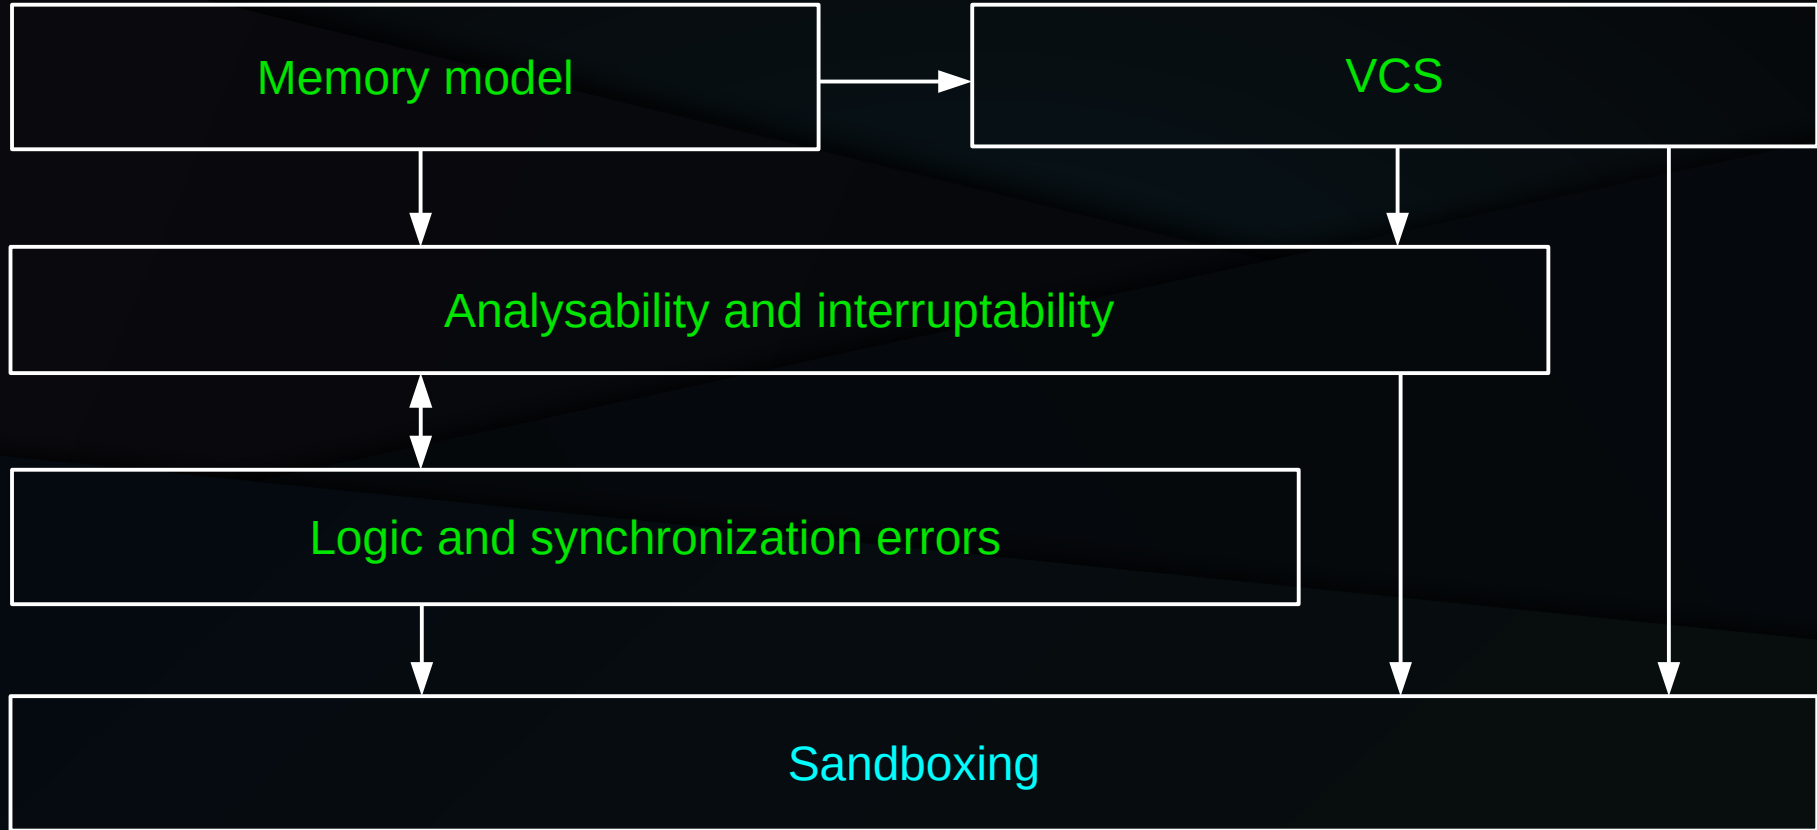 Memory model
VCS
Analysability and interruptability
Logic and synchronization errors
Sandboxing